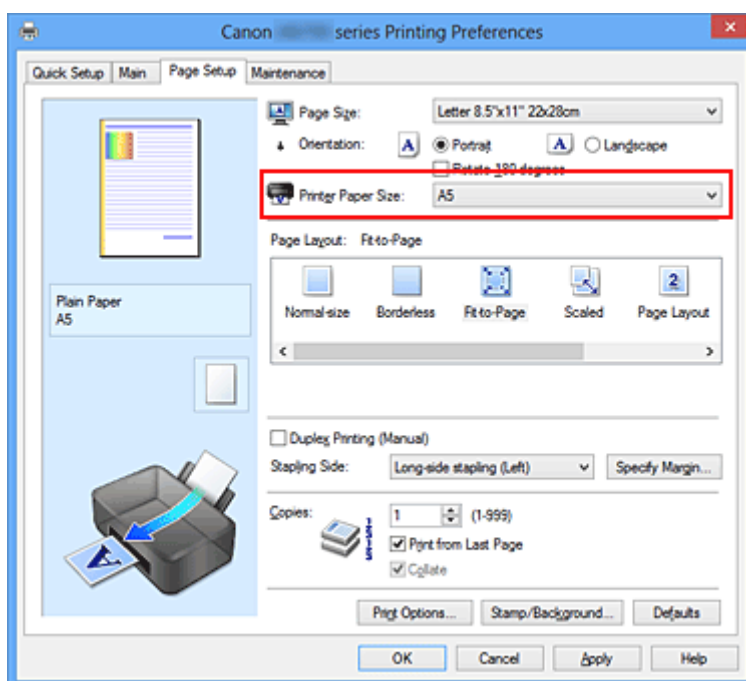 Canon series Printing Preferences
Quick Setup Main Page Setup Maintenance
Page Size: Letter 8.5"x11" 22x28cm
Orientation: A Portrait A Landscape
Rotate 180 degrees
Printer Paper Size: A5
Page Layout: Fit-to-Page
Normal-size Borderless Fit-to-Page Scaled 2 Page Layout
Plain Paper
A5
Duplex Printing (Manual)
Stapling Side: Long-side stapling (Left) Specify Margin...
Copies: 1 (1-999)
Print from Last Page
Collate
A
Print Options... Stamp/Background... Defaults
OK Cancel Apply Help